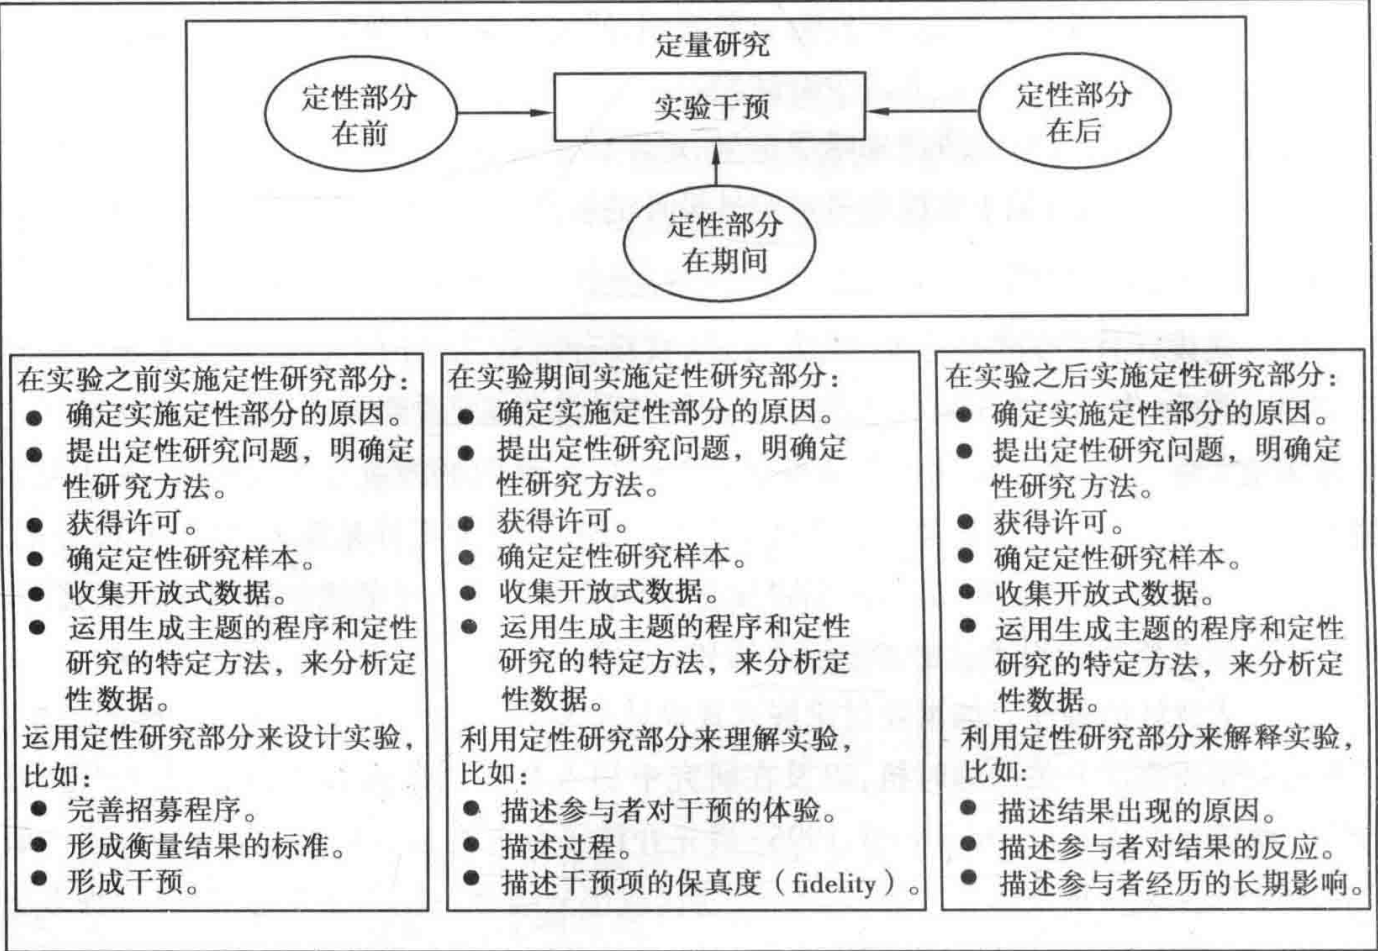 定量研究
定性部分
在前
实验干预
定性部分
在后
定性部分
在期间
在实验之前实施定性研究部分：
● 确定实施定性部分的原因。
● 提出定性研究问题，明确定
性研究方法。
● 获得许可。
● 确定定性研究样本。
● 收集开放式数据。
● 运用生成主题的程序和定性
研究的特定方法，来分析定
性数据。
运用定性研究部分来设计实验，
比如：
● 完善招募程序。
● 形成衡量结果的标准。
● 形成干预。
在实验期间实施定性研究部分：
● 确定实施定性部分的原因。
● 提出定性研究问题，明确定
性研究方法。
● 获得许可。
● 确定定性研究样本。
● 收集开放式数据。
● 运用生成主题的程序和定性
研究的特定方法，来分析定
性数据。
利用定性研究部分来理解实验，
比如：
● 描述参与者对干预的体验。
● 描述过程。
● 描述干预项的保真度（fidelity）。
在实验之后实施定性研究部分：
● 确定实施定性部分的原因。
● 提出定性研究问题，明确定
性研究方法。
● 获得许可。
● 确定定性研究样本。
● 收集开放式数据。
● 运用生成主题的程序和定性
研究的特定方法，来分析定
性数据。
利用定性研究部分来解释实验，
比如：
● 描述结果出现的原因。
● 描述参与者对结果的反应。
● 描述参与者经历的长期影响。